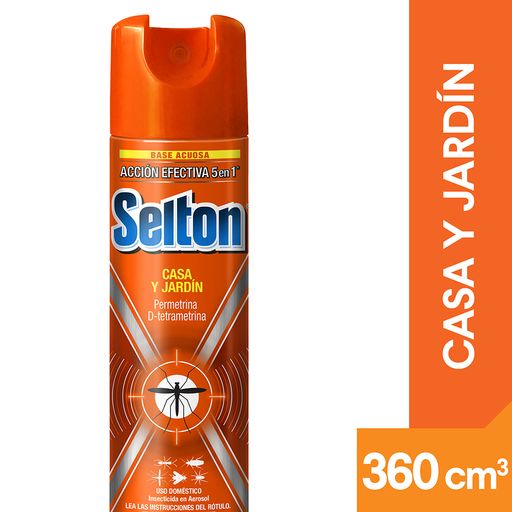 BASE ACUOSA
ACCIÓN EFECTIVA 5 en 1*
Selton
CASA
Y JARDÍN
Permetrina
D-tetrametrina
USO DOMÉSTICO
Insecticida en Aerosol
LEA LAS INSTRUCCIONES DEL RÓTULO.
CASA Y JARDÍN
360 cm³